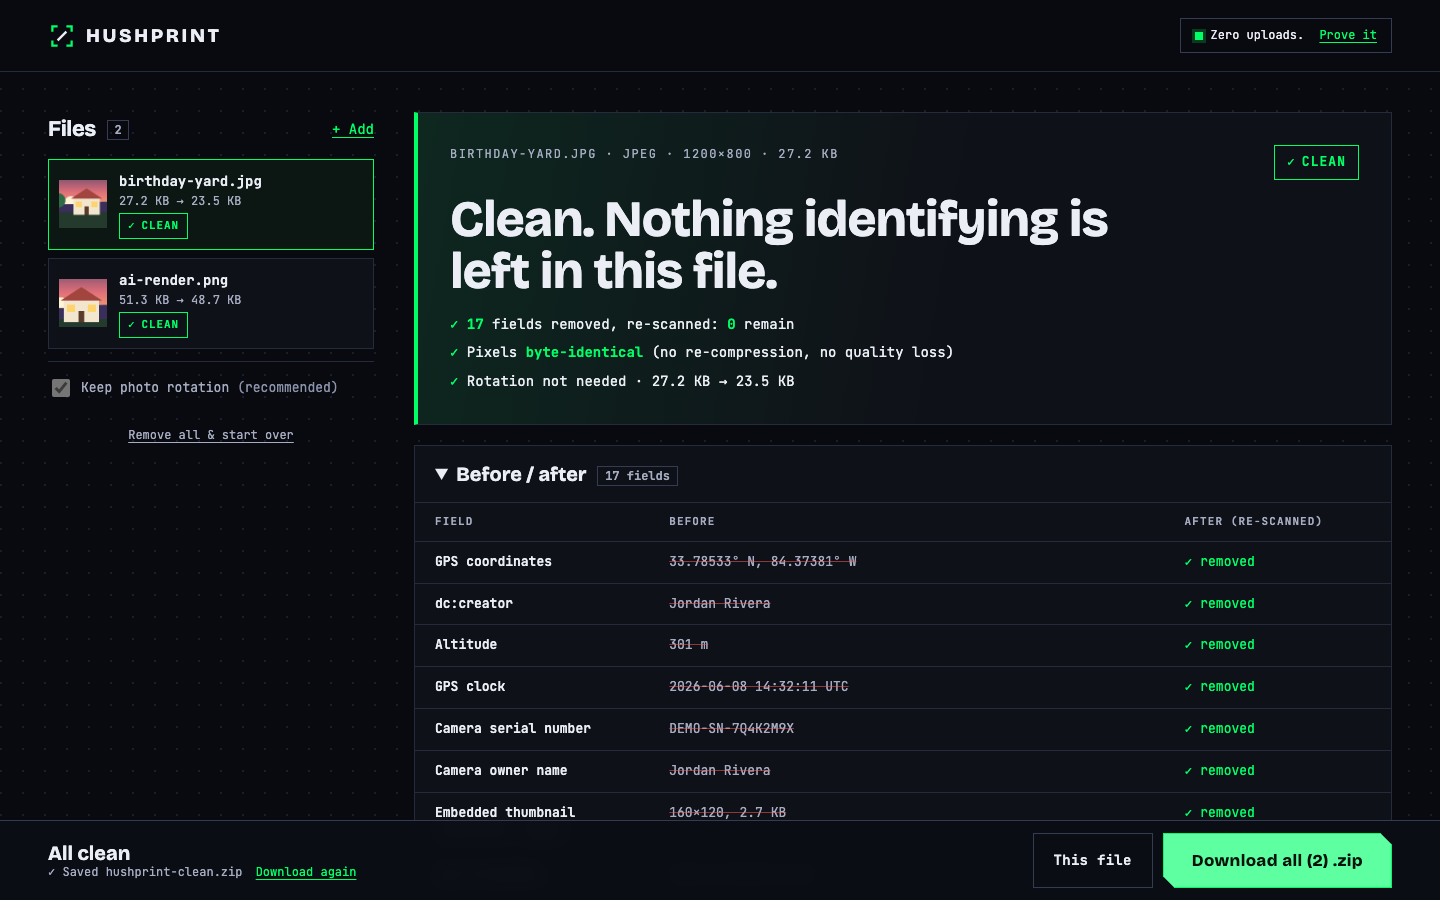 HUSHPRINT
Zero uploads. Prove it
Files 2
+ Add
birthday-yard.jpg
27.2 KB → 23.5 KB
✓ CLEAN
ai-render.png
51.3 KB → 48.7 KB
✓ CLEAN
Keep photo rotation (recommended)
Remove all & start over
BIRTHDAY-YARD.JPG · JPEG · 1200×800 · 27.2 KB
✓ CLEAN
Clean. Nothing identifying is
left in this file.
✓ 17 fields removed, re-scanned: 0 remain
✓ Pixels byte-identical (no re-compression, no quality loss)
✓ Rotation not needed · 27.2 KB → 23.5 KB
▼ Before / after 17 fields
FIELD BEFORE AFTER (RE-SCANNED)
GPS coordinates 33.78533° N, 84.37381° W ✓ removed
dc:creator Jordan Rivera ✓ removed
Altitude 301 m ✓ removed
GPS clock 2026-06-08 14:32:11 UTC ✓ removed
Camera serial number DEMO-SN-7Q4K2M9X ✓ removed
Camera owner name Jordan Rivera ✓ removed
Embedded thumbnail 160×120, 2.7 KB ✓ removed
All clean
✓ Saved hushprint-clean.zip Download again
This file
Download all (2) .zip